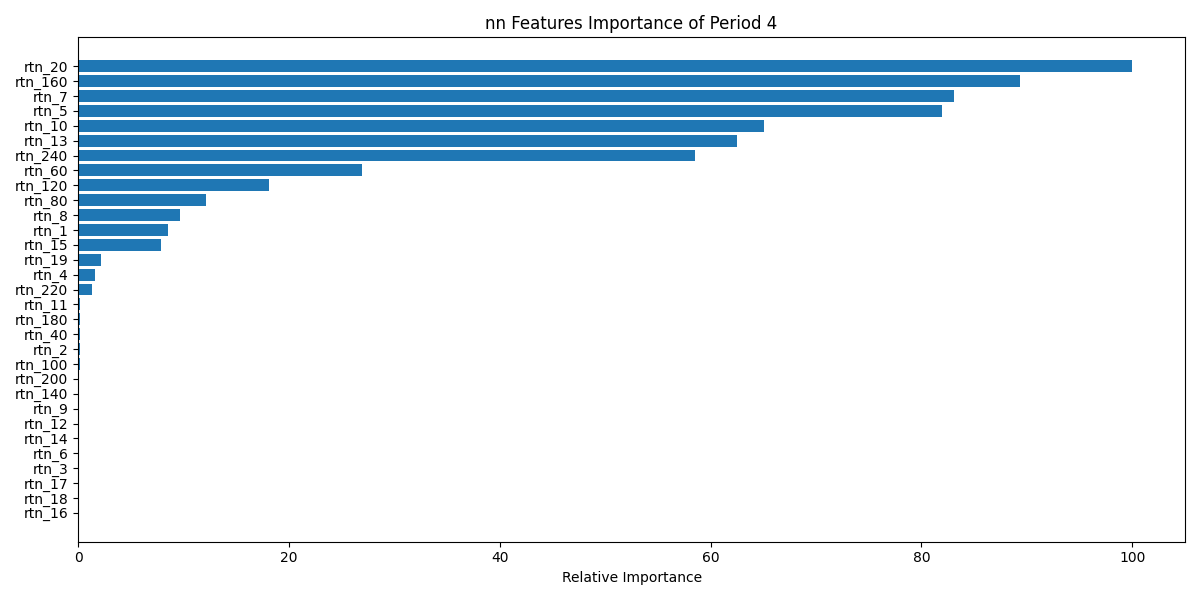 nn Features Importance of Period 4
rtn_20
rtn_160
rtn_7
rtn_5
rtn_10
rtn_13
rtn_240
rtn_60
rtn_120
rtn_80
rtn_8
rtn_1
rtn_15
rtn_19
rtn_4
rtn_220
rtn_11
rtn_180
rtn_40
rtn_2
rtn_100
rtn_200
rtn_140
rtn_9
rtn_12
rtn_14
rtn_6
rtn_3
rtn_17
rtn_18
rtn_16
0 20 40 60 80 100
Relative Importance